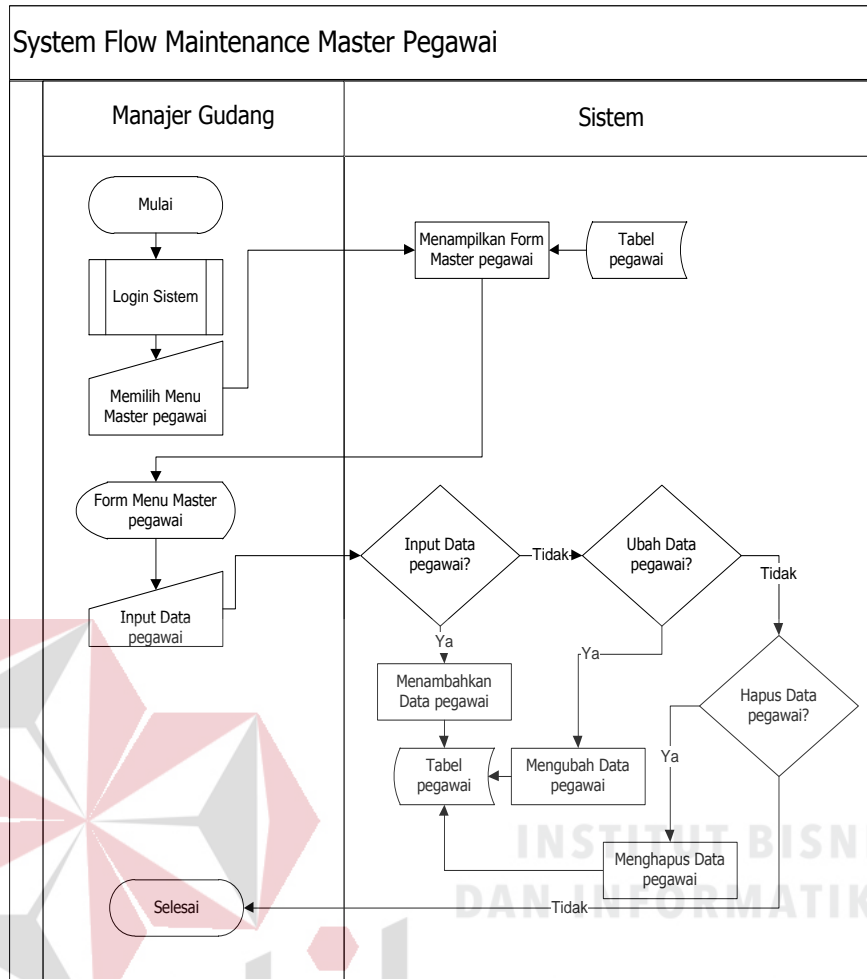 System Flow Maintenance Master Pegawai
Manajer Gudang
Sistem
Mulai
Login Sistem
Memilih Menu
Master pegawai
Menampilkan Form
Master pegawai
Tabel
pegawai
Form Menu Master
pegawai
Input Data
pegawai
Input Data
pegawai?
Tidak
Ubah Data
pegawai?
Tidak
Ya
Ya
Menambahkan
Data pegawai
Hapus Data
pegawai?
Ya
Tabel
pegawai
Mengubah Data
pegawai
Menghapus Data
pegawai
Selesai
Tidak
INSTITUT BISNI
DAN INFORMATIK